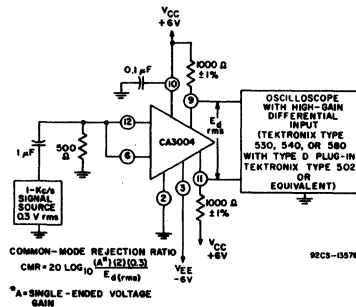 VCC
+6V
0.1 μF
1000 Ω
±1%
10
9
12
6
CA3004
Ed
rms
OSCILLOSCOPE
WITH HIGH-GAIN
DIFFERENTIAL
INPUT
(TEKTRONIX TYPE
530, 540, OR 580
WITH TYPE D PLUG-IN,
TEKTRONIX TYPE 502
OR
EQUIVALENT)
1 μF
500
Ω
2
3
11
1000 Ω
±1%
1-Kc/s
SIGNAL
SOURCE
0.3 V rms
VCC
+6V
VEE
-6V
COMMON-MODE REJECTION RATIO
CMR = 20 LOG10 (A*)(2)(0.3)
Ed(rms)
*A=SINGLE-ENDED VOLTAGE
GAIN
92CS-13576